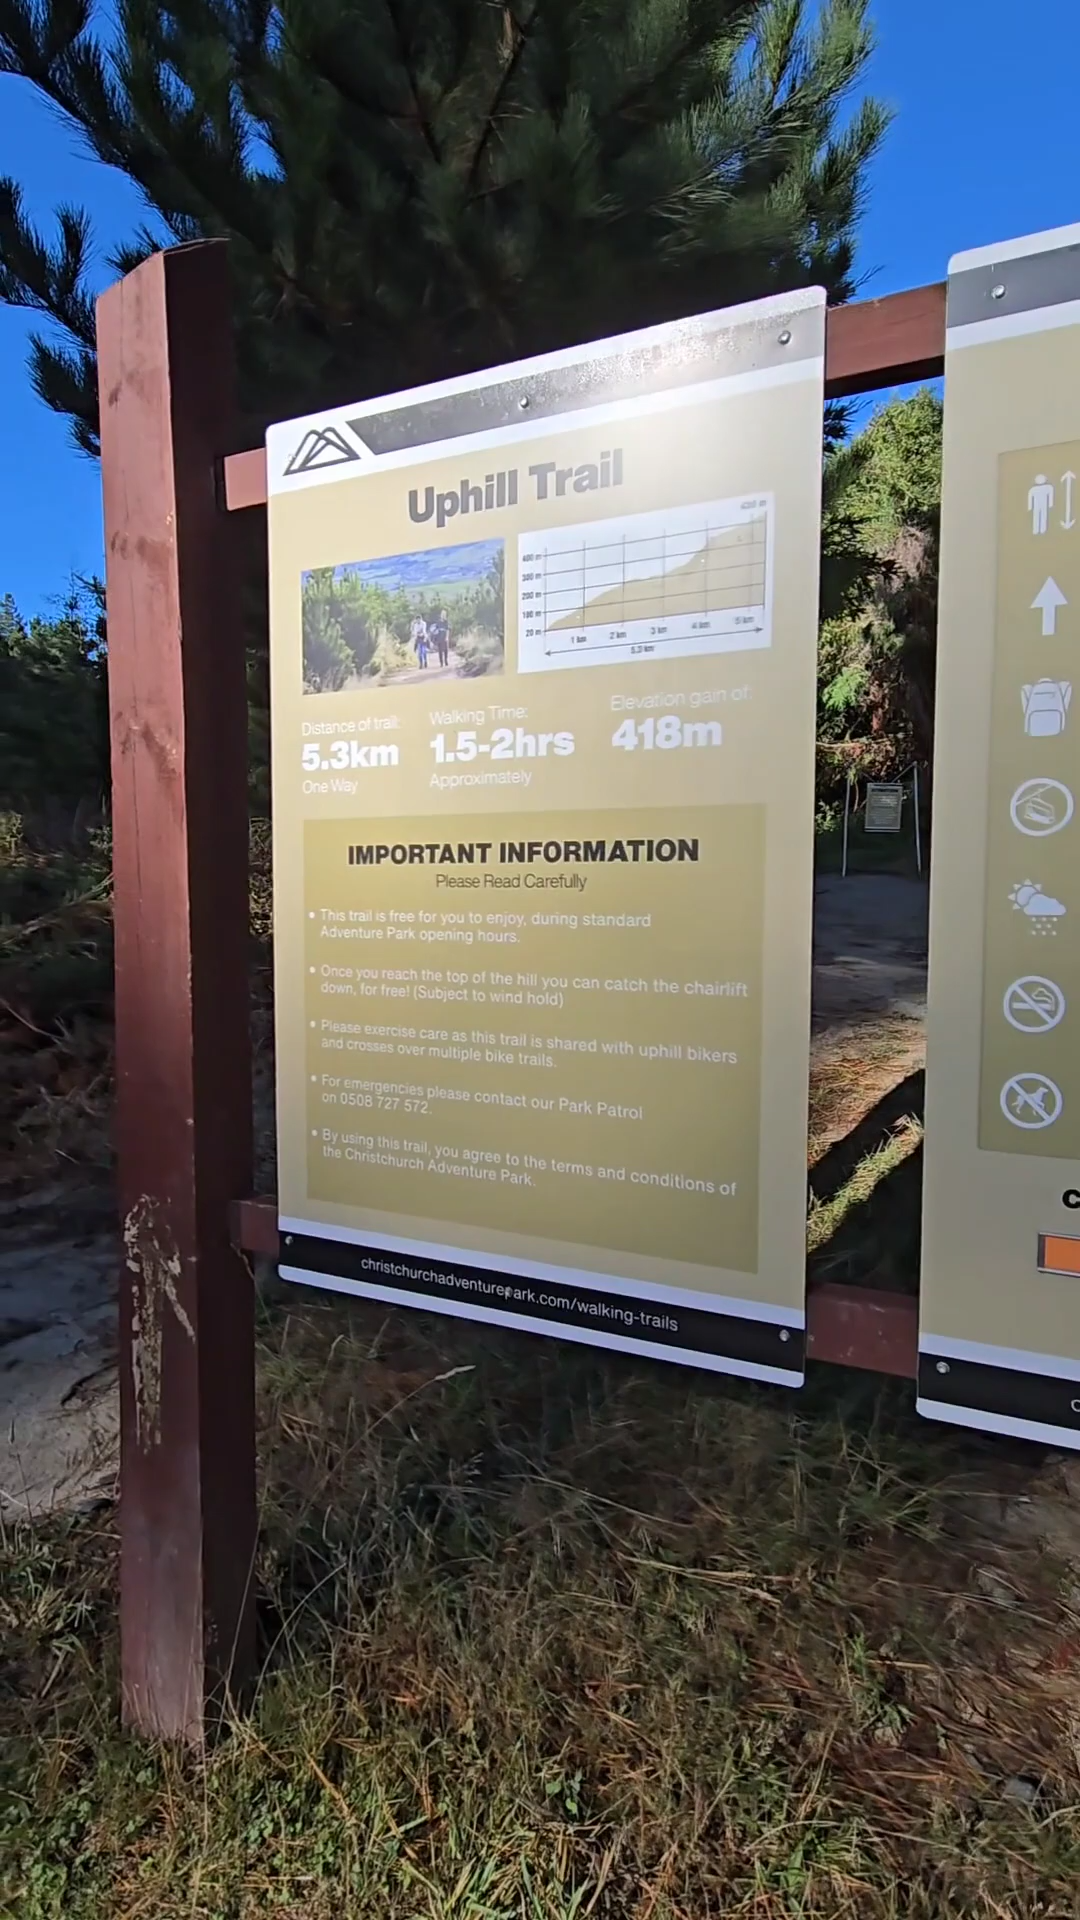 Uphill Trail
400 m
300 m
200 m
100 m
20 m
1 km
2 km
3 km
4 km
5 km
5.3 km
Distance of trail:
5.3km
One Way
Walking Time:
1.5-2hrs
Approximately
Elevation gain of:
418m
IMPORTANT INFORMATION
Please Read Carefully
• This trail is free for you to enjoy, during standard
Adventure Park opening hours.
• Once you reach the top of the hill you can catch the chairlift
down, for free! (Subject to wind hold)
• Please exercise care as this trail is shared with uphill bikers
and crosses over multiple bike trails.
• For emergencies please contact our Park Patrol
on 0508 727 572.
• By using this trail, you agree to the terms and conditions of
the Christchurch Adventure Park.
christchurchadventurepark.com/walking-trails